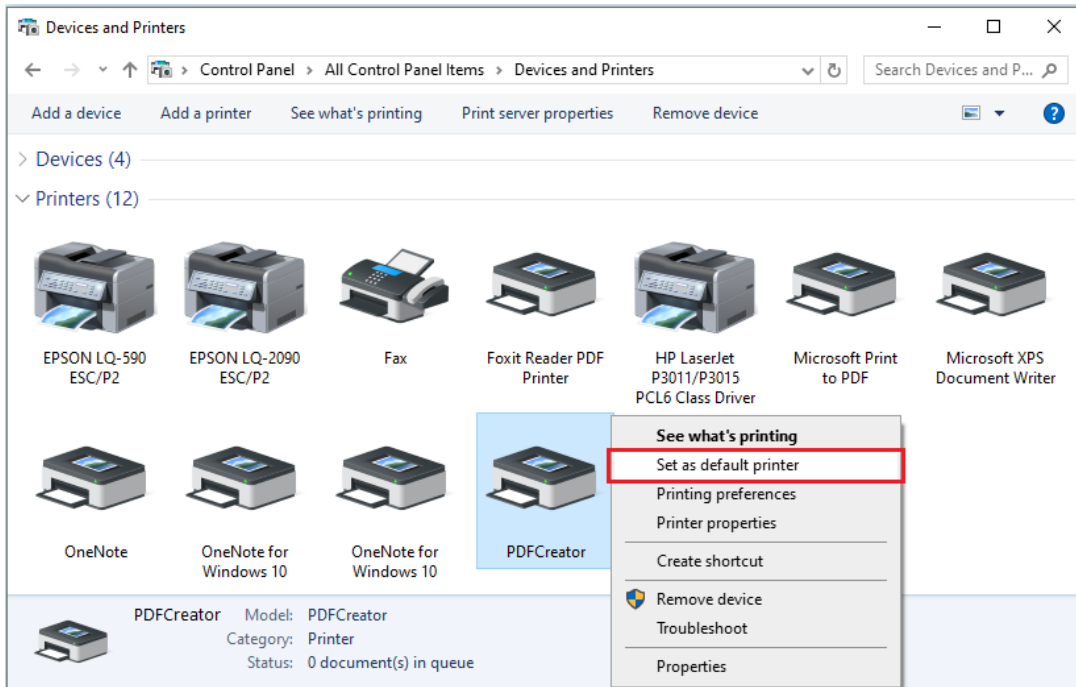 Devices and Printers
Control Panel > All Control Panel Items > Devices and Printers
Search Devices and P...
Add a device Add a printer See what's printing Print server properties Remove device ?
Devices (4)
Printers (12)
EPSON LQ-590 EPSON LQ-2090 Fax Foxit Reader PDF HP LaserJet Microsoft Print Microsoft XPS
ESC/P2 ESC/P2 Printer P3011/P3015 to PDF Document Writer
PCL6 Class Driver
See what's printing
Set as default printer
Printing preferences
Printer properties
Create shortcut
Remove device
Troubleshoot
Properties
OneNote OneNote for OneNote for PDFCreator
Windows 10 Windows 10
PDFCreator Model: PDFCreator
Category: Printer
Status: 0 document(s) in queue